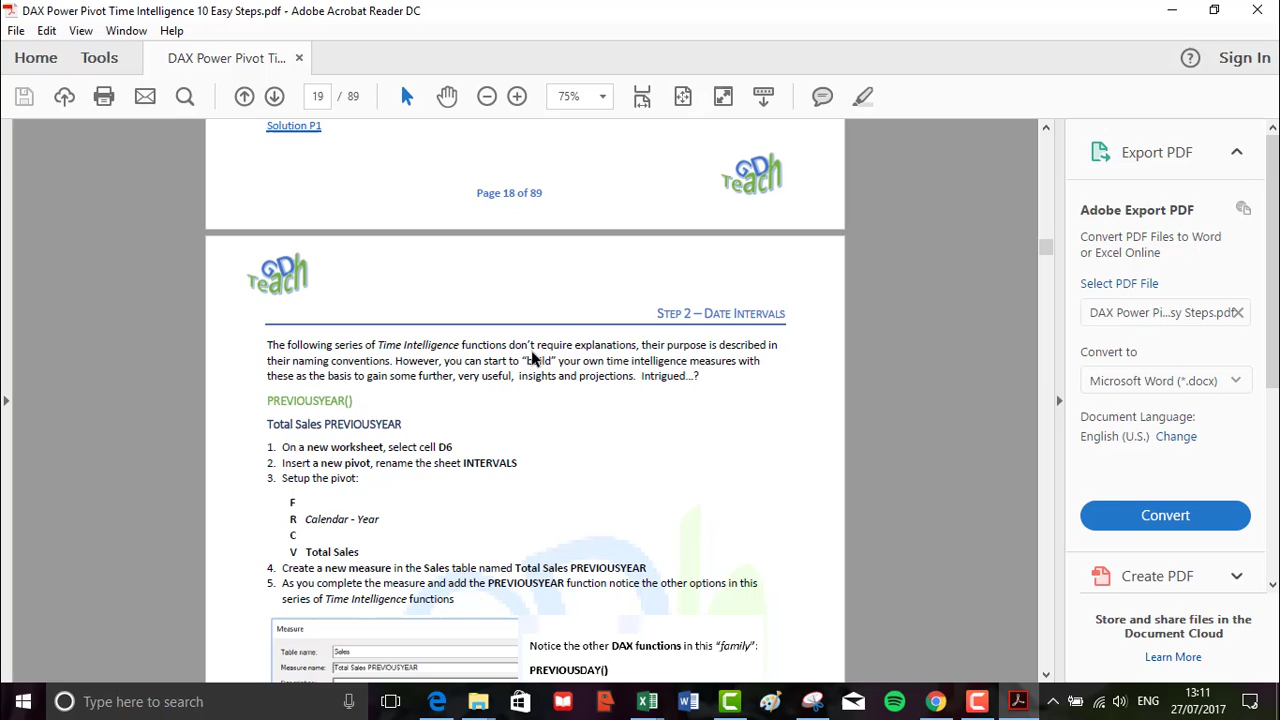 DAX Power Pivot Time Intelligence 10 Easy Steps.pdf - Adobe Acrobat Reader DC
File Edit View Window Help
Home Tools DAX Power Pivot Ti... × ? Sign In
19 / 89 75%
Solution P1
GD Teach
Page 18 of 89
GD Teach
STEP 2 – DATE INTERVALS
The following series of Time Intelligence functions don't require explanations, their purpose is described in
their naming conventions. However, you can start to “build” your own time intelligence measures with
these as the basis to gain some further, very useful, insights and projections. Intrigued...?
PREVIOUSYEAR()
Total Sales PREVIOUSYEAR
1. On a new worksheet, select cell D6
2. Insert a new pivot, rename the sheet INTERVALS
3. Setup the pivot:
F
R Calendar - Year
C
V Total Sales
4. Create a new measure in the Sales table named Total Sales PREVIOUSYEAR
5. As you complete the measure and add the PREVIOUSYEAR function notice the other options in this
series of Time Intelligence functions
Measure
Table name: Sales
Measure name: Total Sales PREVIOUSYEAR
Notice the other DAX functions in this “family”:
PREVIOUSDAY()
Export PDF
Adobe Export PDF
Convert PDF Files to Word
or Excel Online
Select PDF File
DAX Power Pi...sy Steps.pdf
Convert to
Microsoft Word (*.docx)
Document Language:
English (U.S.) Change
Convert
Create PDF
Store and share files in the
Document Cloud
Learn More
Type here to search
ENG
13:11
27/07/2017